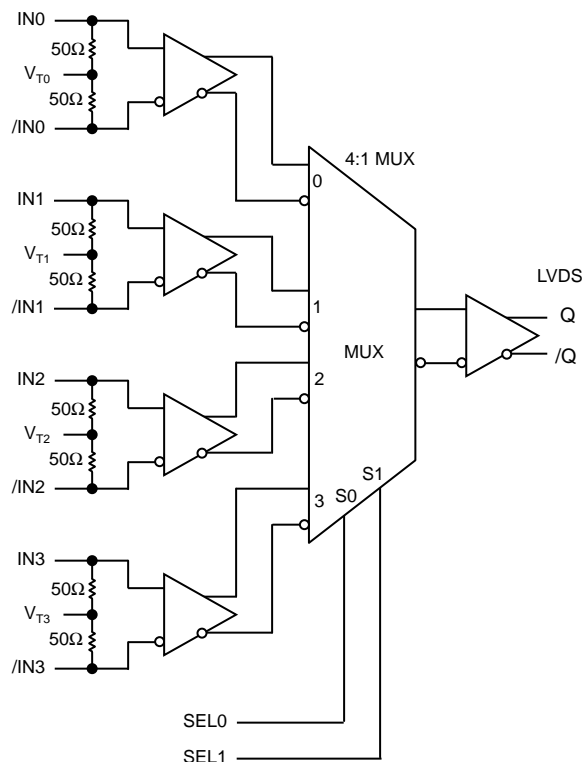 IN0
50Ω
VT0
50Ω
/IN0
4:1 MUX
0
IN1
50Ω
VT1
50Ω
/IN1
1
LVDS
Q
/Q
MUX
IN2
50Ω
VT2
50Ω
/IN2
2
S1
S0
3
IN3
50Ω
VT3
50Ω
/IN3
SEL0
SEL1